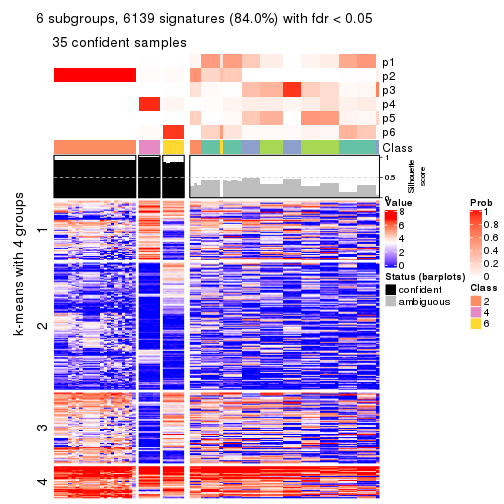 6 subgroups, 6139 signatures (84.0%) with fdr < 0.05
35 confident samples
p1
p2
p3
p4
p5
p6
Class
1
0.5
0
Silhouette
score
k-means with 4 groups
1
2
3
4
Value
8
6
4
2
0
Status (barplots)
confident
ambiguous
Prob
1
0.8
0.6
0.4
0.2
0
Class
2
4
6